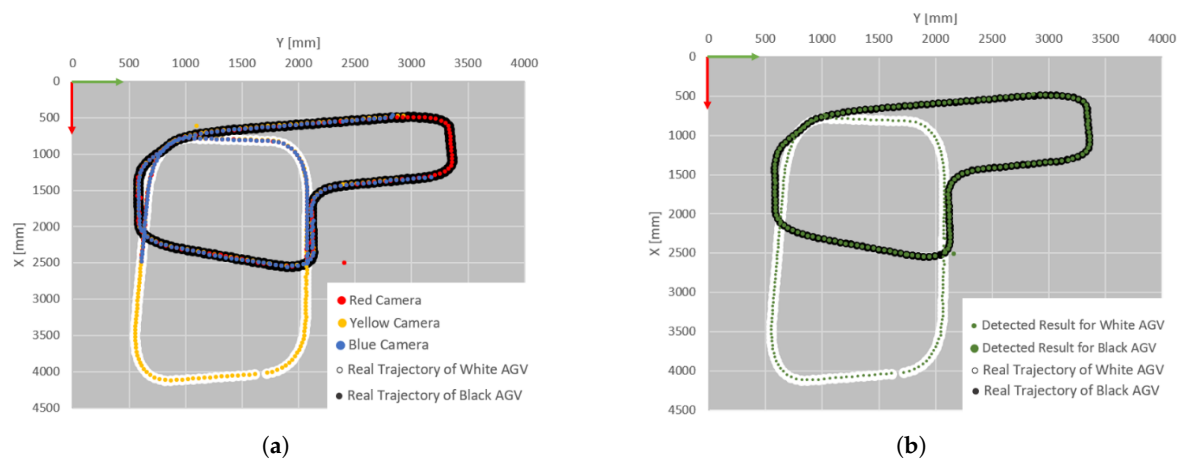 Y [mm]
0 500 1000 1500 2000 2500 3000 3500 4000
0
500
1000
1500
2000
2500
3000
3500
4000
4500
X [mm]
Red Camera
Yellow Camera
Blue Camera
Real Trajectory of White AGV
Real Trajectory of Black AGV
(a)
Y [mm]
0 500 1000 1500 2000 2500 3000 3500 4000
0
500
1000
1500
2000
2500
3000
3500
4000
4500
X [mm]
Detected Result for White AGV
Detected Result for Black AGV
Real Trajectory of White AGV
Real Trajectory of Black AGV
(b)